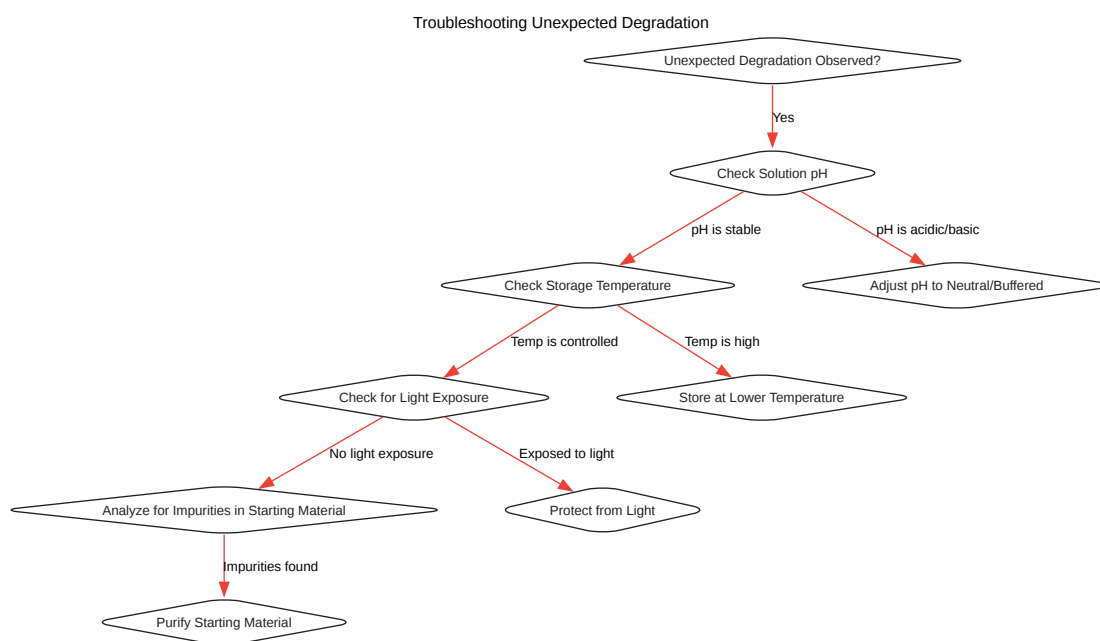 Troubleshooting Unexpected Degradation
Unexpected Degradation Observed?
Yes
Check Solution pH
pH is stable
pH is acidic/basic
Check Storage Temperature
Adjust pH to Neutral/Buffered
Temp is controlled
Temp is high
Check for Light Exposure
Store at Lower Temperature
No light exposure
Exposed to light
Analyze for Impurities in Starting Material
Protect from Light
Impurities found
Purify Starting Material